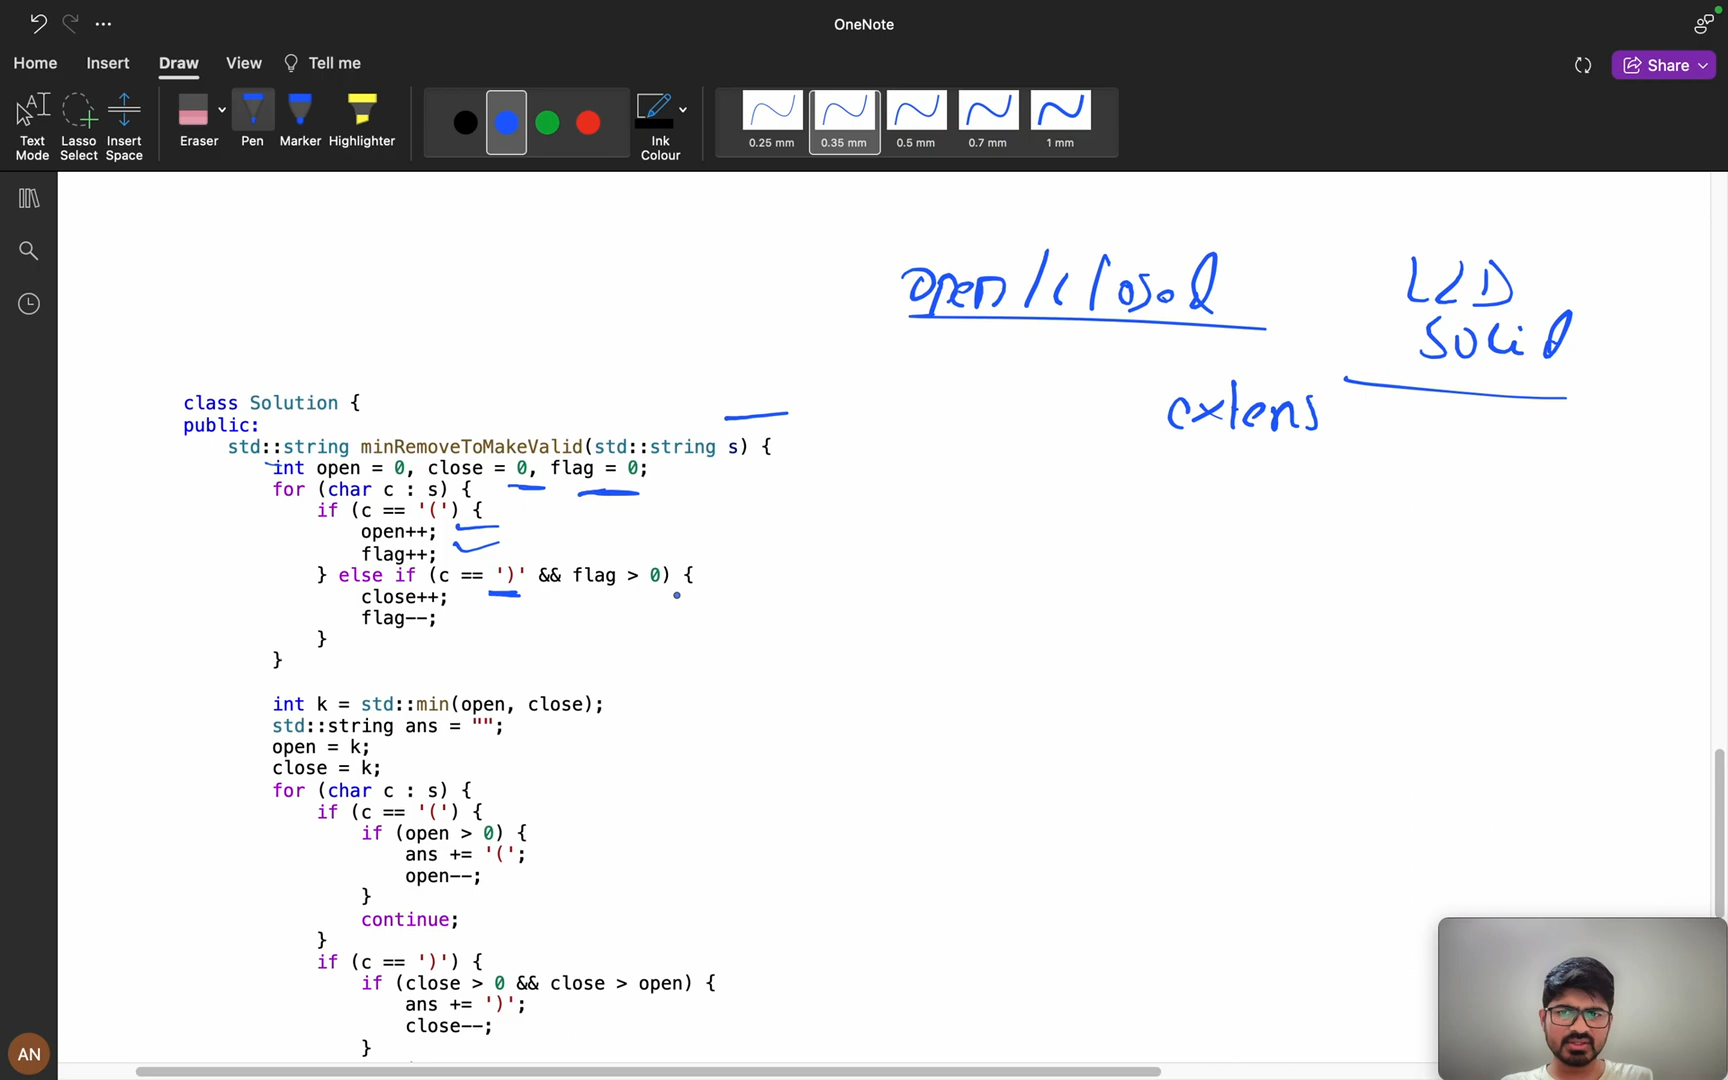 OneNote
Home Insert Draw View Tell me
Share
Text Mode
Lasso Select
Insert Space
Eraser
Pen
Marker
Highlighter
Ink Colour
0.25 mm
0.35 mm
0.5 mm
0.7 mm
1 mm
open/closed
LLD
SOLID
extens
class Solution {
public:
    std::string minRemoveToMakeValid(std::string s) {
        int open = 0, close = 0, flag = 0;
        for (char c : s) {
            if (c == '(') {
                open++;
                flag++;
            } else if (c == ')' && flag > 0) {
                close++;
                flag--;
            }
        }
        int k = std::min(open, close);
        std::string ans = "";
        open = k;
        close = k;
        for (char c : s) {
            if (c == '(') {
                if (open > 0) {
                    ans += '(';
                    open--;
                }
                continue;
            }
            if (c == ')') {
                if (close > 0 && close > open) {
                    ans += ')';
                    close--;
                }
AN